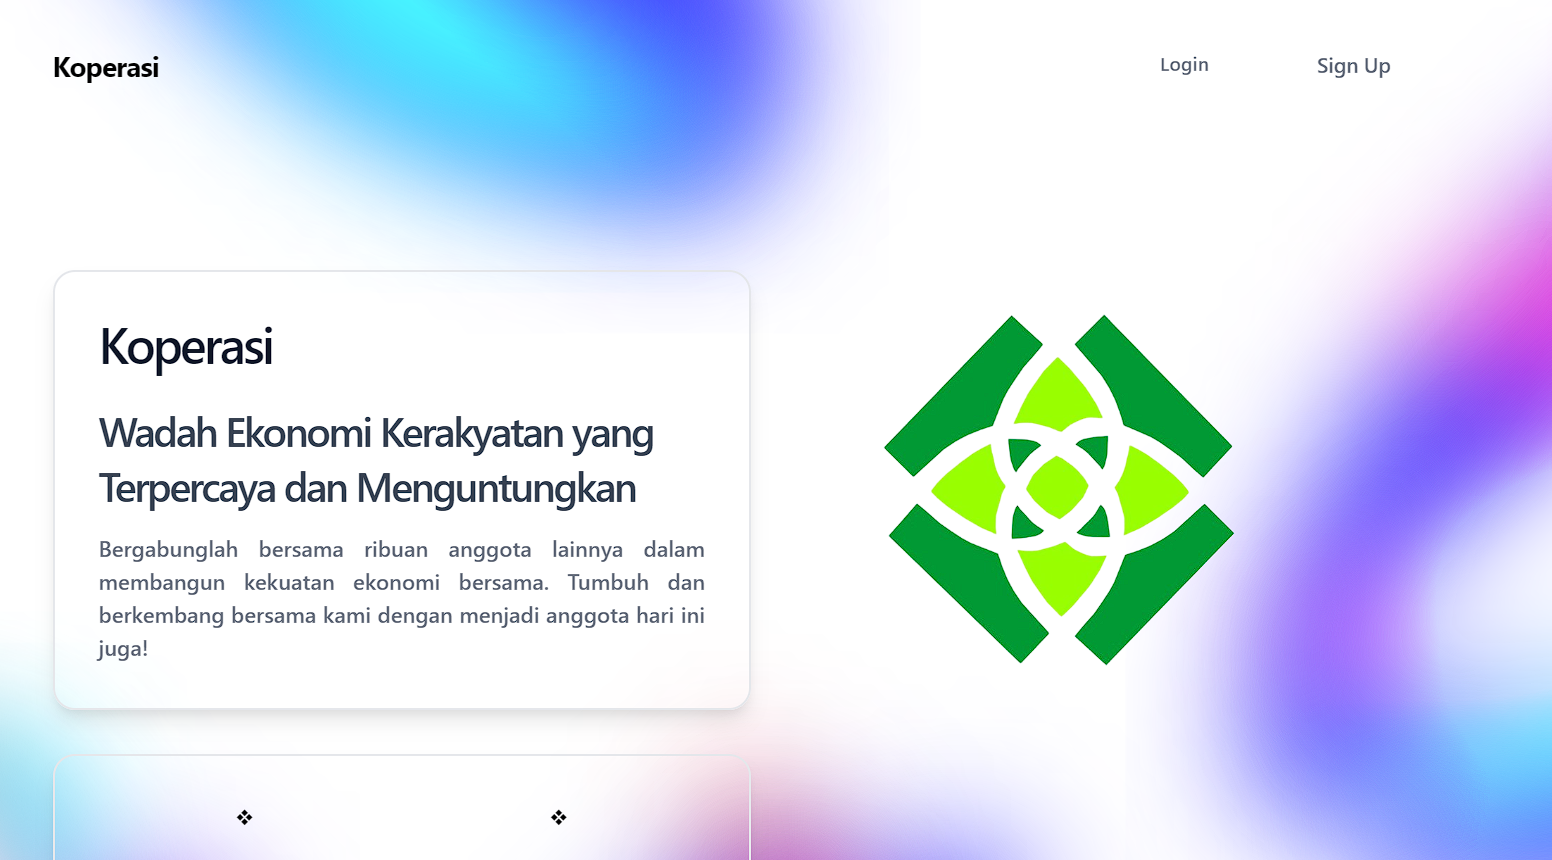 Koperasi
Login
Sign Up
Koperasi
Wadah Ekonomi Kerakyatan yang
Terpercaya dan Menguntungkan
Bergabunglah bersama ribuan anggota lainnya dalam
membangun kekuatan ekonomi bersama. Tumbuh dan
berkembang bersama kami dengan menjadi anggota hari ini
juga!